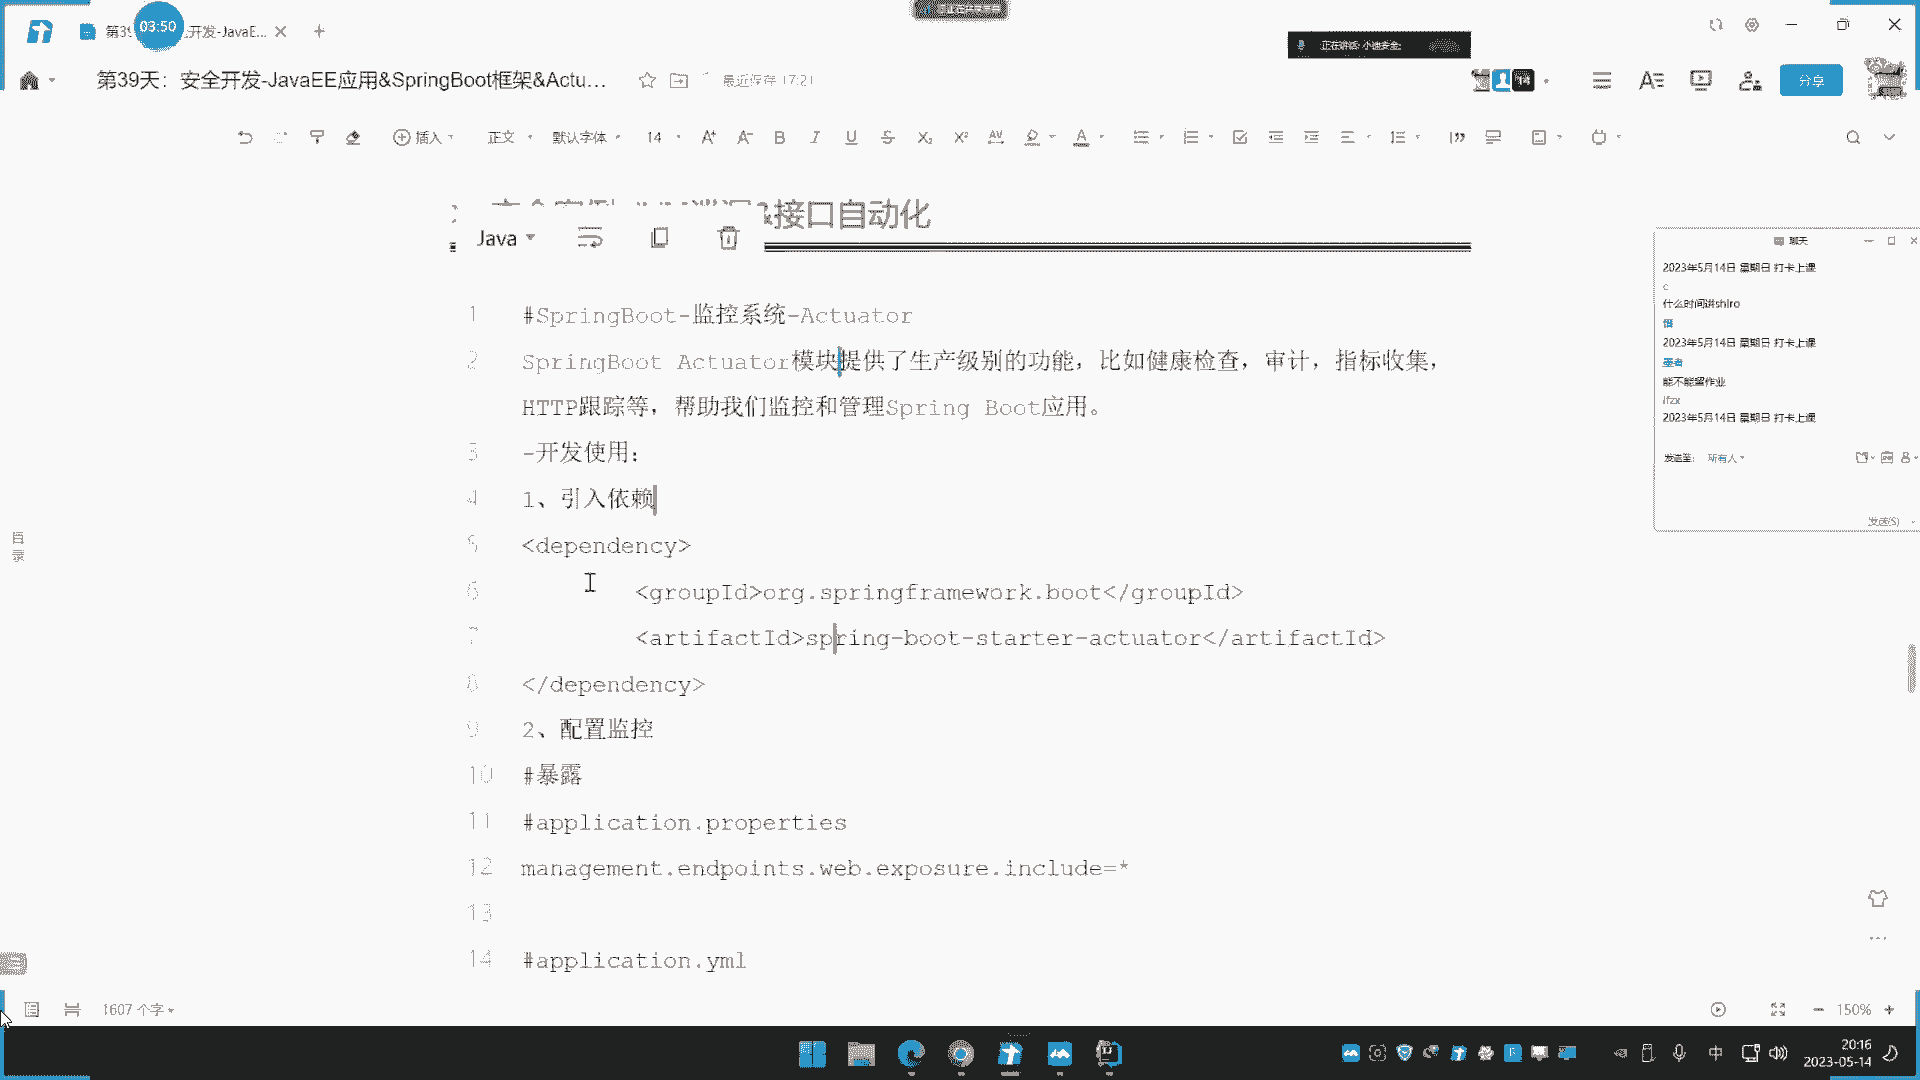 03:50
开发-JavaE...
第39天：安全开发-JavaEE应用&SpringBoot框架&Actu...
最近保存 17:21
正在讲话: 小迪安全;
分享
插入
正文
默认字体
14
接口自动化
Java
1 #SpringBoot-监控系统-Actuator
2 SpringBoot Actuator模块提供了生产级别的功能，比如健康检查，审计，指标收集，
HTTP跟踪等，帮助我们监控和管理Spring Boot应用。
3 -开发使用：
4 1、引入依赖
5 <dependency>
6 <groupId>org.springframework.boot</groupId>
7 <artifactId>spring-boot-starter-actuator</artifactId>
8 </dependency>
9 2、配置监控
10 #暴露
11 #application.properties
12 management.endpoints.web.exposure.include=*
13
14 #application.yml
目录
聊天
2023年5月14日 星期日 打卡上课
c
什么时间讲shiro
2023年5月14日 星期日 打卡上课
能不能留作业
lfzx
2023年5月14日 星期日 打卡上课
发送至: 所有人
发送(S)
1607 个字
150%
中
20:16
2023-05-14